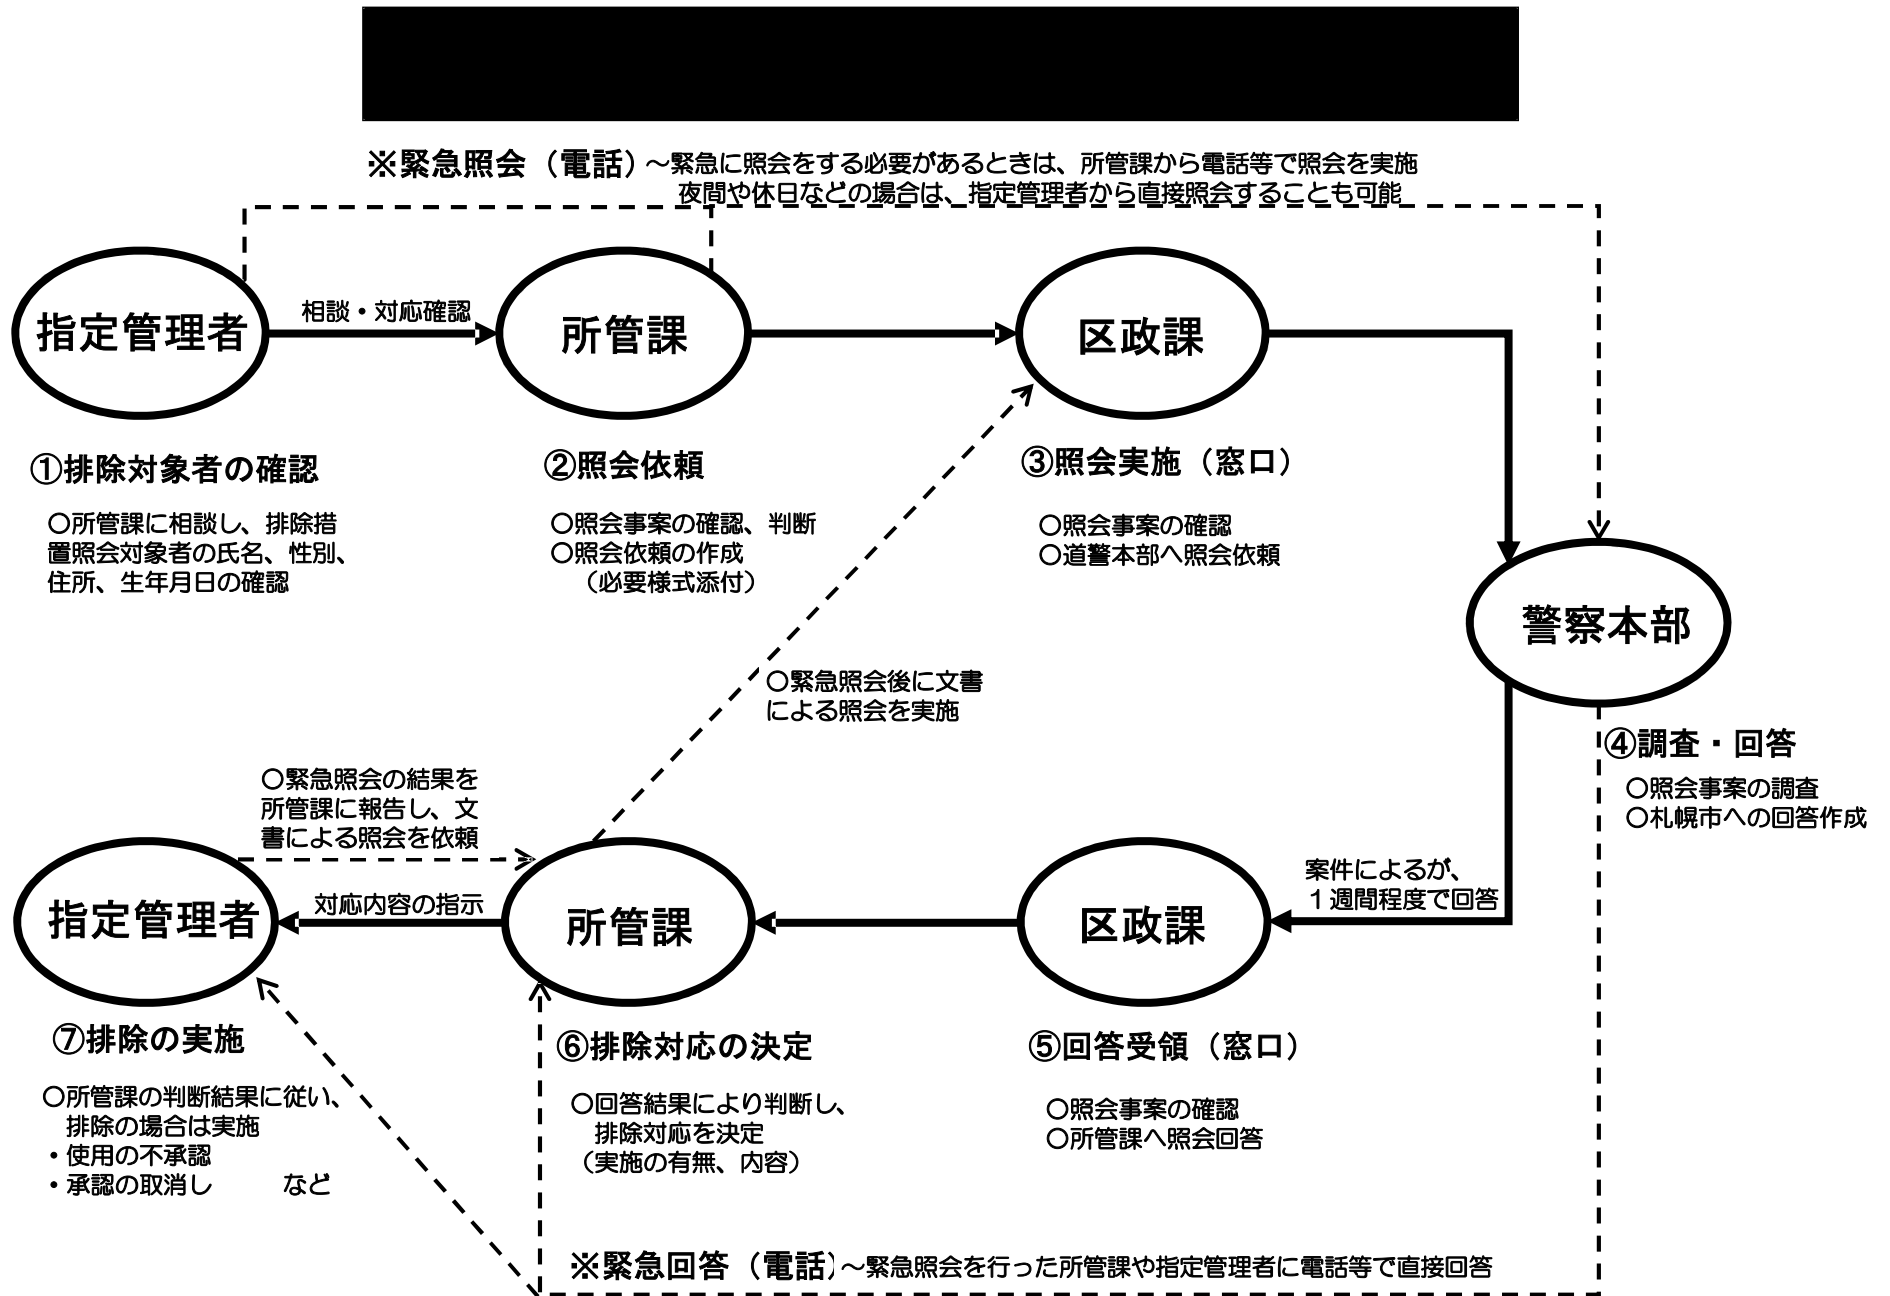 ※緊急照会（電話）～緊急に照会をする必要があるときは、所管課から電話等で照会を実施
夜間や休日などの場合は、指定管理者から直接照会することも可能
指定管理者
相談・対応確認
所管課
区政課
①排除対象者の確認
○所管課に相談し、排除措
置照会対象者の氏名、性別、
住所、生年月日の確認
②照会依頼
○照会事案の確認、判断
○照会依頼の作成
（必要様式添付）
③照会実施（窓口）
○照会事案の確認
○道警本部へ照会依頼
警察本部
○緊急照会後に文書
による照会を実施
④調査・回答
○照会事案の調査
○札幌市への回答作成
○緊急照会の結果を
所管課に報告し、文
書による照会を依頼
案件によるが、
１週間程度で回答
指定管理者
対応内容の指示
所管課
区政課
⑦排除の実施
○所管課の判断結果に従い、
排除の場合は実施
・使用の不承認
・承認の取消し　　　など
⑥排除対応の決定
○回答結果により判断し、
排除対応を決定
（実施の有無、内容）
⑤回答受領（窓口）
○照会事案の確認
○所管課へ照会回答
※緊急回答（電話）～緊急照会を行った所管課や指定管理者に電話等で直接回答